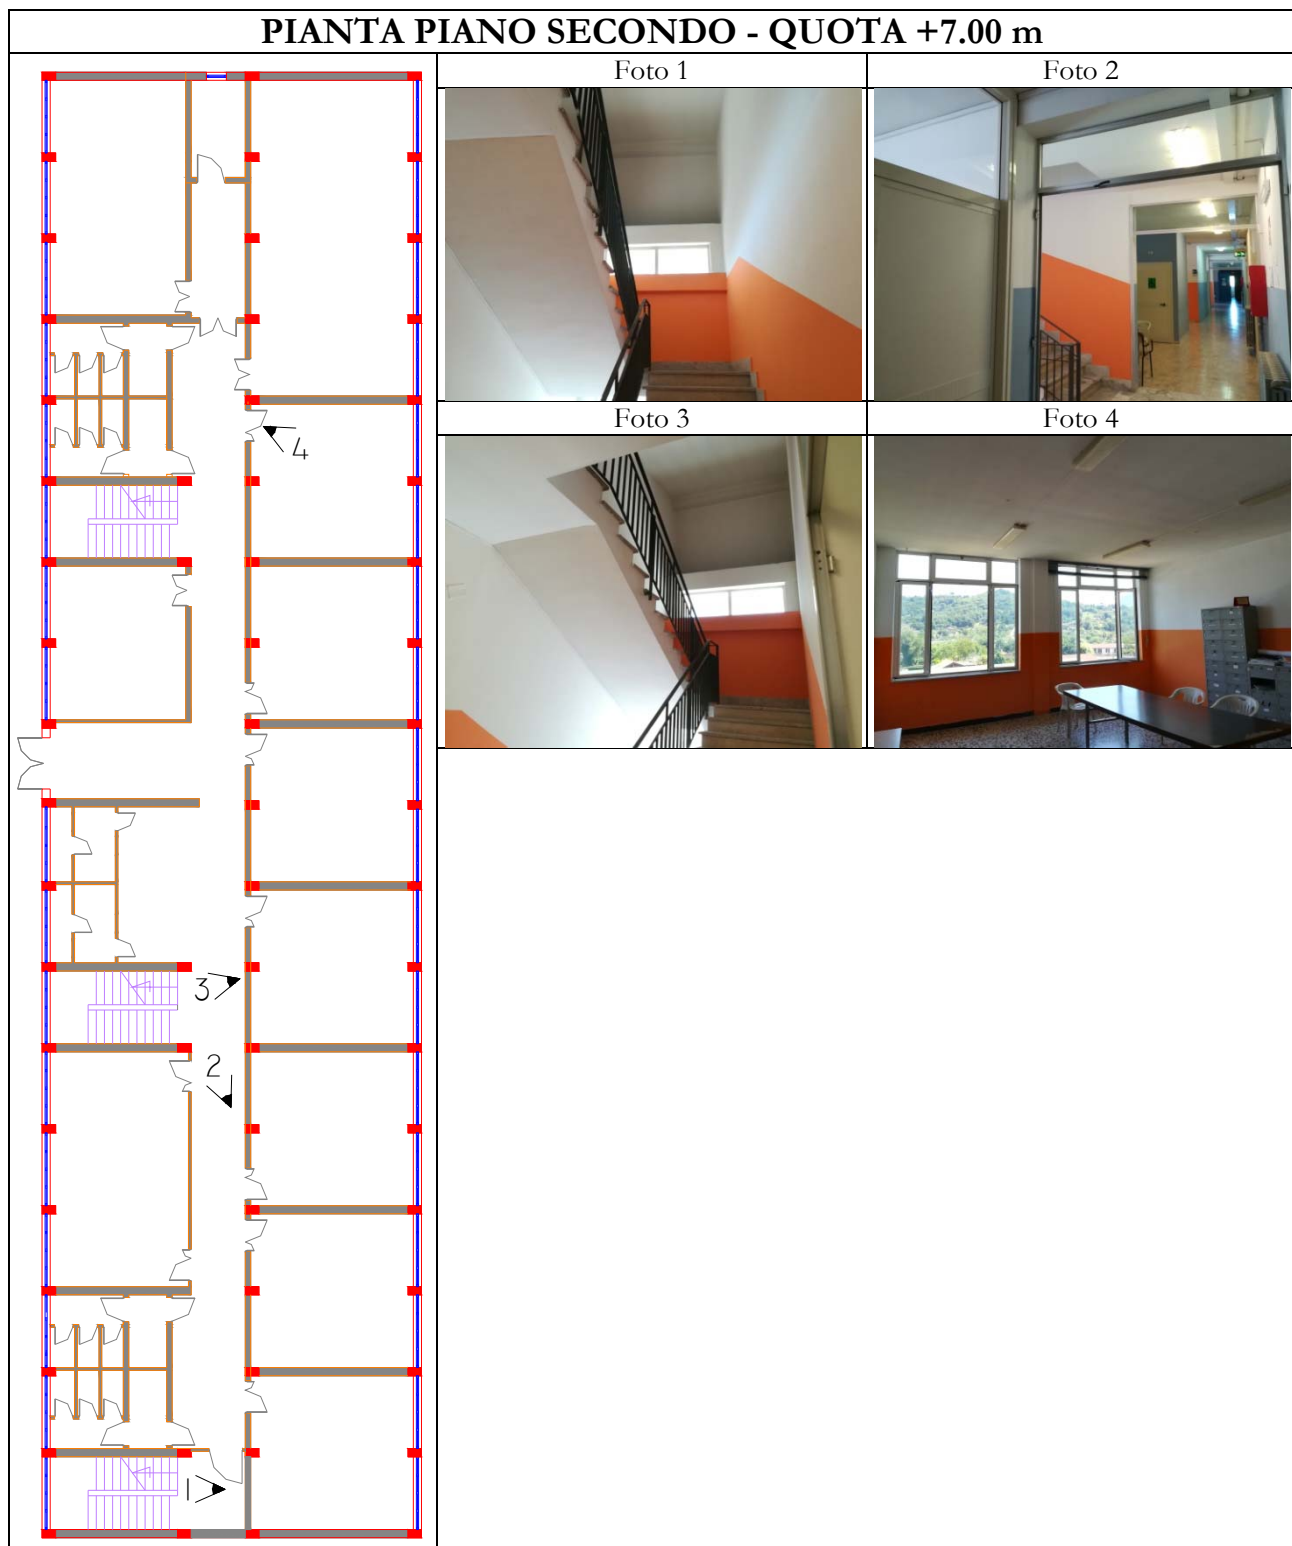 PIANTA PIANO SECONDO - QUOTA +7.00 m
Foto 1
Foto 2
Foto 3
Foto 4
4
3
2
1